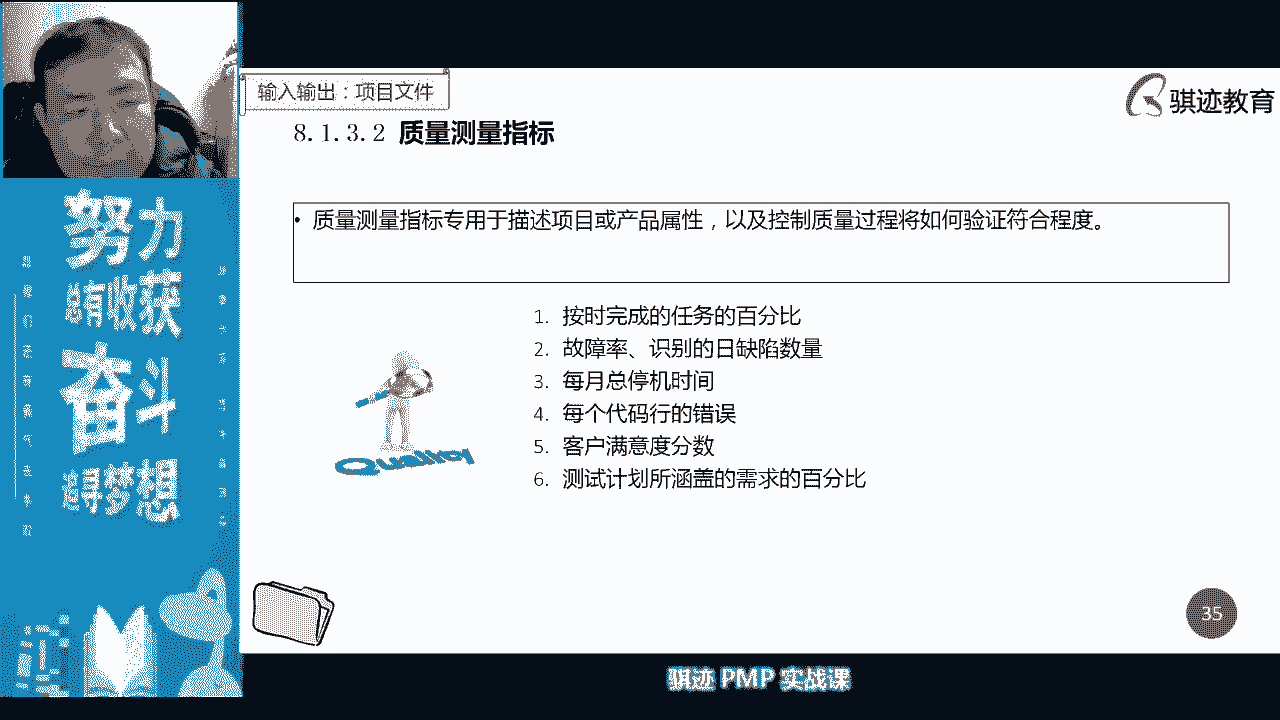 输入输出：项目文件
骐迹教育
8.1.3.2 质量测量指标
• 质量测量指标专用于描述项目或产品属性，以及控制质量过程将如何验证符合程度。
1. 按时完成的任务的百分比
2. 故障率、识别的日缺陷数量
3. 每月总停机时间
4. 每个代码行的错误
5. 客户满意度分数
6. 测试计划所涵盖的需求的百分比
Quality
35
努力
总有收获
奋斗
追寻梦想
骐迹 PMP 实战课